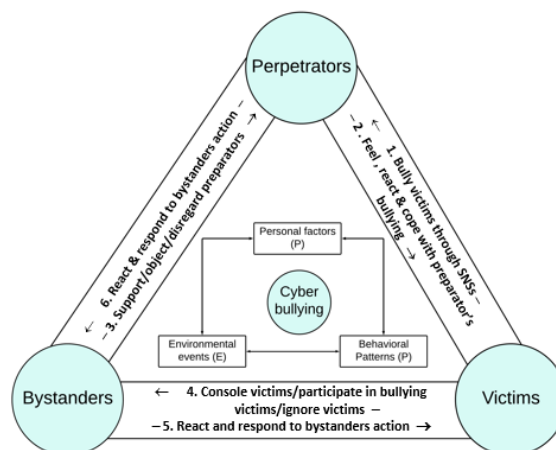 Perpetrators
← 1. Bully victims through SNSs –
– 2 . Feel , react & cope with preparator's
bullying →
– 6. React & respond to bystanders action –
←
– 3. Support/object/disregard preparators →
Personal factors
(P)
Cyber
bullying
Environmental
events (E)
Behavioral
Patterns (P)
Bystanders
Victims
← 4. Console victims/participate in bullying
victims/ignore victims –
– 5. React and respond to bystanders action →